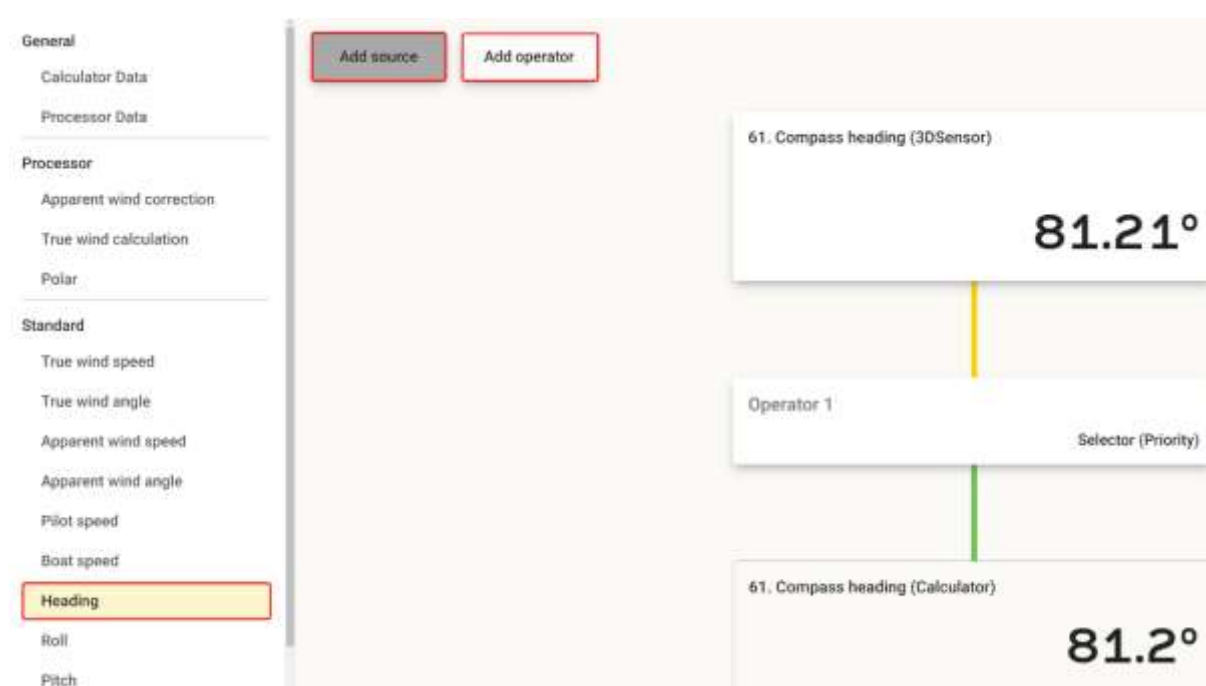 General
Calculator Data
Processor Data
Processor
Apparent wind correction
True wind calculation
Polar
Standard
True wind speed
True wind angle
Apparent wind speed
Apparent wind angle
Pilot speed
Boat speed
Heading
Roll
Pitch
Add source
Add operator
61. Compass heading (3DSensor)
81.21°
Operator 1
Selector (Priority)
61. Compass heading (Calculator)
81.2°